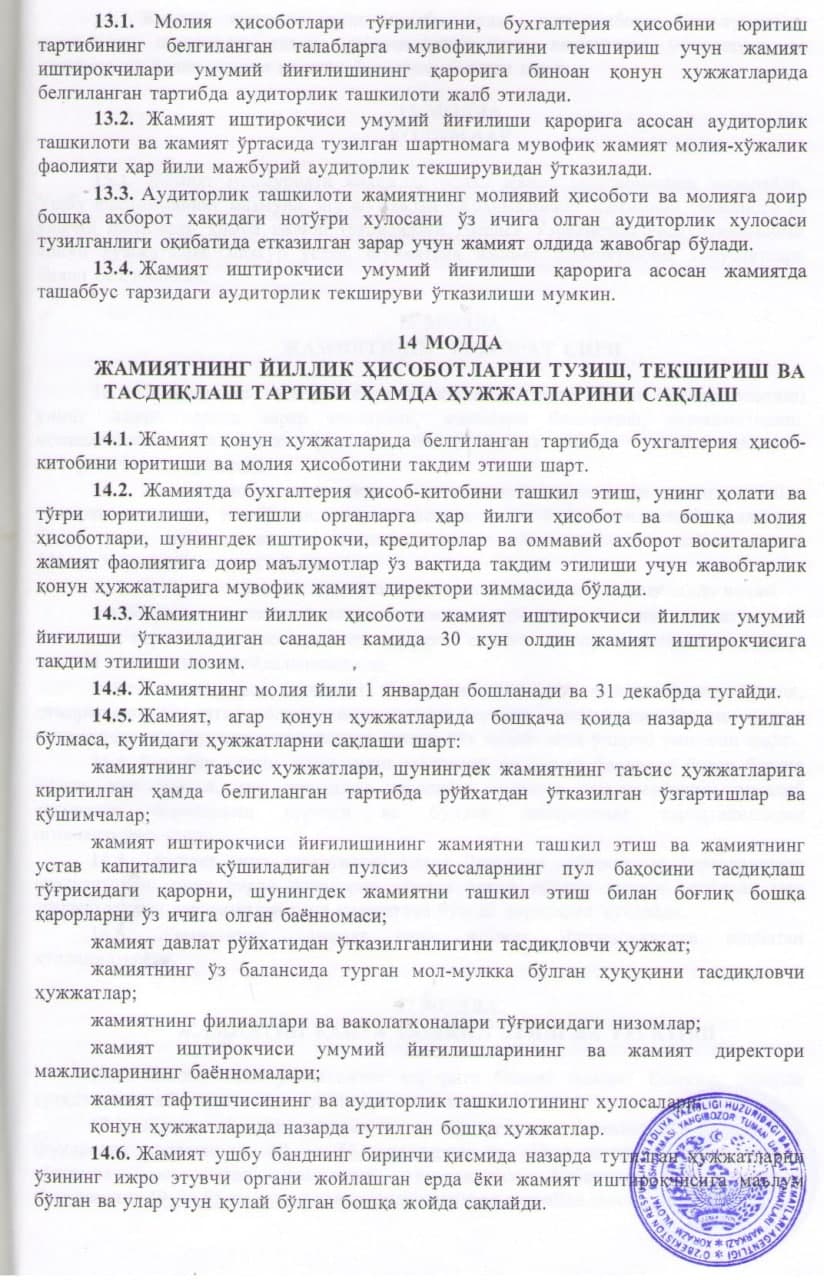 13.1. Молия ҳисоботлари тўғрилигини, бухгалтерия ҳисобини юритиш
тартибининг белгиланган талабларга мувофиқлигини текшириш учун жамият
иштирокчилари умумий йиғилишининг қарорига биноан қонун ҳужжатларида
белгиланган тартибда аудиторлик ташкилоти жалб этилади.
13.2. Жамият иштирокчиси умумий йиғилиши қарорига асосан аудиторлик
ташкилоти ва жамият ўртасида тузилган шартномага мувофиқ жамият молия-хўжалик
фаолияти ҳар йили мажбурий аудиторлик текширувидан ўтказилади.
13.3. Аудиторлик ташкилоти жамиятнинг молиявий ҳисоботи ва молияга доир
бошқа ахборот ҳақидаги нотўғри хулосани ўз ичига олган аудиторлик хулосаси
тузилганлиги оқибатида етказилган зарар учун жамият олдида жавобгар бўлади.
13.4. Жамият иштирокчиси умумий йиғилиши қарорига асосан жамиятда
ташаббус тарзидаги аудиторлик текшируви ўтказилиши мумкин.
14 МОДДА
ЖАМИЯТНИНГ ЙИЛЛИК ҲИСОБОТЛАРНИ ТУЗИШ, ТЕКШИРИШ ВА
ТАСДИҚЛАШ ТАРТИБИ ҲАМДА ҲУЖЖАТЛАРИНИ САҚЛАШ
14.1. Жамият қонун ҳужжатларида белгиланган тартибда бухгалтерия ҳисоб-
китобини юритиши ва молия ҳисоботини тақдим этиши шарт.
14.2. Жамиятда бухгалтерия ҳисоб-китобини ташкил этиш, унинг ҳолати ва
тўғри юритилиши, тегишли органларга ҳар йилги ҳисобот ва бошқа молия
ҳисоботлари, шунингдек иштирокчи, кредиторлар ва оммавий ахборот воситаларига
жамият фаолиятига доир маълумотлар ўз вақтида тақдим этилиши учун жавобгарлик
қонун ҳужжатларига мувофиқ жамият директори зиммасида бўлади.
14.3. Жамиятнинг йиллик ҳисоботи жамият иштирокчиси йиллик умумий
йиғилиши ўтказиладиган санадан камида 30 кун олдин жамият иштирокчисига
тақдим этилиши лозим.
14.4. Жамиятнинг молия йили 1 январдан бошланади ва 31 декабрда тугайди.
14.5. Жамият, агар қонун ҳужжатларида бошқача қоида назарда тутилган
бўлмаса, қуйидаги ҳужжатларни сақлаши шарт:
жамиятнинг таъсис ҳужжатлари, шунингдек жамиятнинг таъсис ҳужжатларига
киритилган ҳамда белгиланган тартибда рўйхатдан ўтказилган ўзгартишлар ва
қўшимчалар;
жамият иштирокчиси йиғилишининг жамиятни ташкил этиш ва жамиятнинг
устав капиталига қўшиладиган пулсиз ҳиссаларнинг пул баҳосини тасдиқлаш
тўғрисидаги қарорни, шунингдек жамиятни ташкил этиш билан боғлиқ бошқа
қарорларни ўз ичига олган баённомаси;
жамият давлат рўйхатидан ўтказилганлигини тасдиқловчи ҳужжат;
жамиятнинг ўз балансида турган мол-мулкка бўлган ҳуқуқини тасдиқловчи
ҳужжатлар;
жамиятнинг филиаллари ва ваколатхоналари тўғрисидаги низомлар;
жамият иштирокчиси умумий йиғилишларининг ва жамият директори
мажлисларининг баённомалари;
жамият тафтишчисининг ва аудиторлик ташкилотининг хулосалари;
қонун ҳужжатларида назарда тутилган бошқа ҳужжатлар.
14.6. Жамият ушбу банднинг биринчи қисмида назарда тутилган ҳужжатларни
ўзининг ижро этувчи органи жойлашган ерда ёки жамият иштирокчисига маълум
бўлган ва улар учун қулай бўлган бошқа жойда сақлайди.